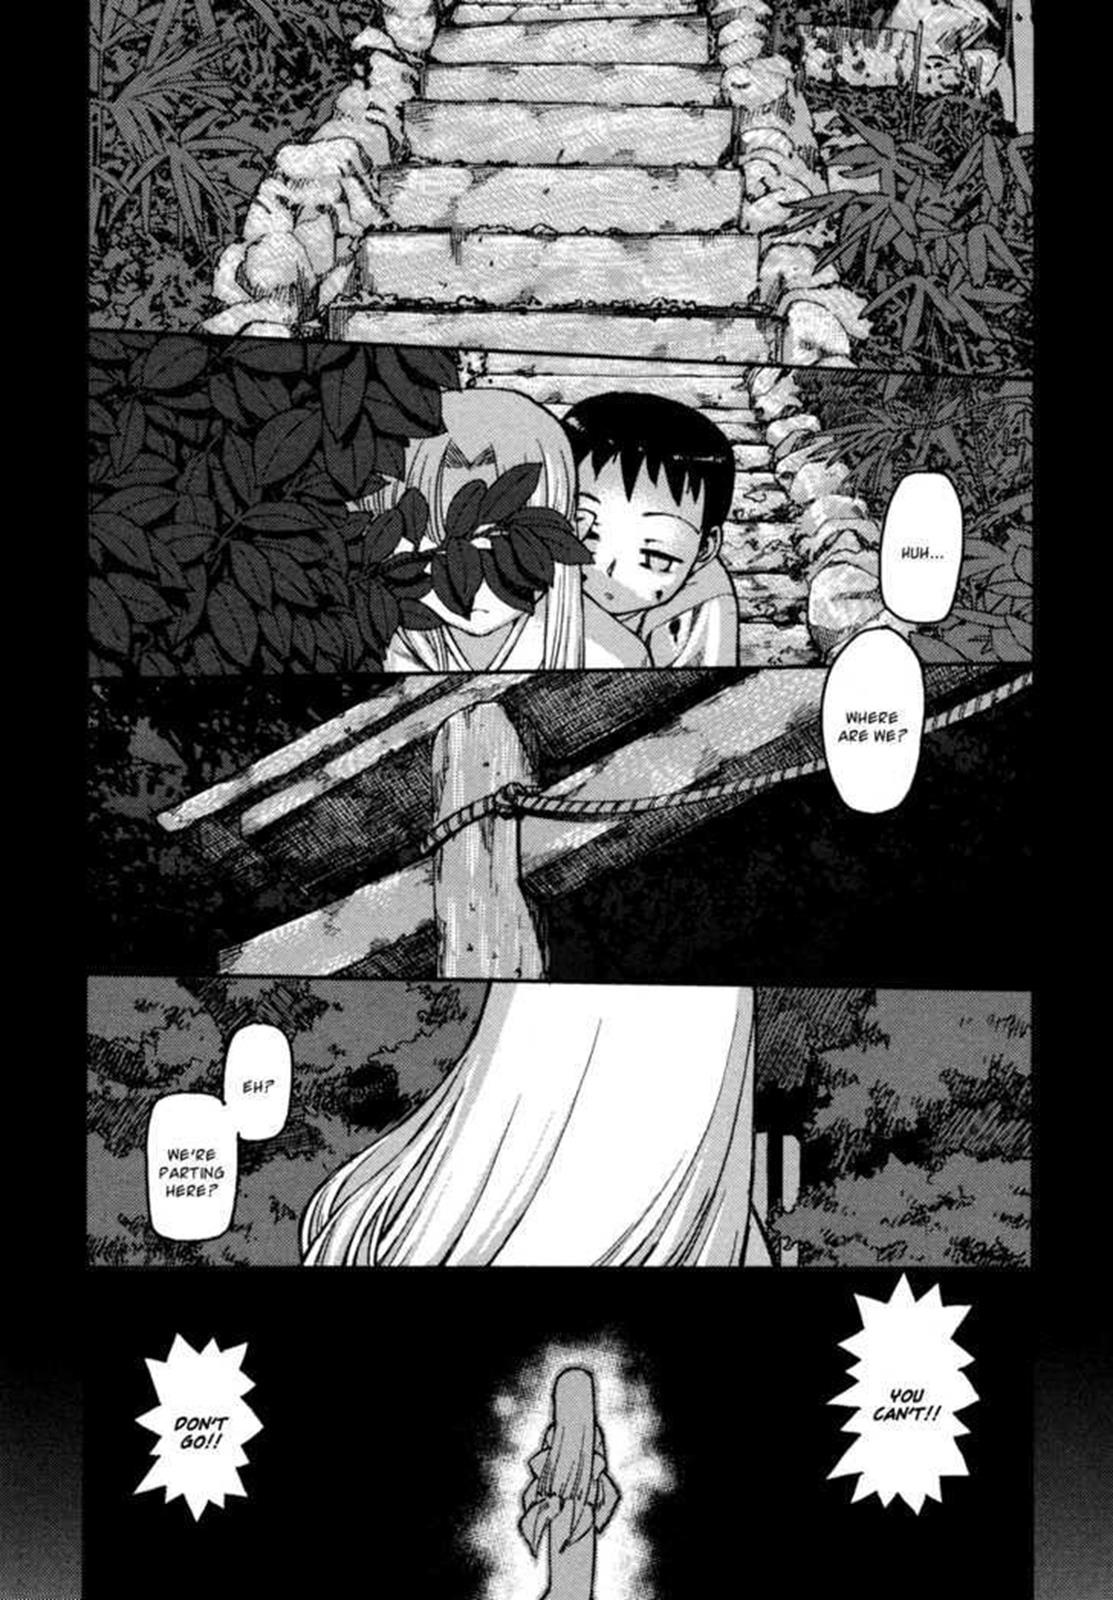 HUH...
WHERE
ARE WE?
EH?
WE'RE
PARTING
HERE?
YOU
CAN'T!!
DON'T
GO!!